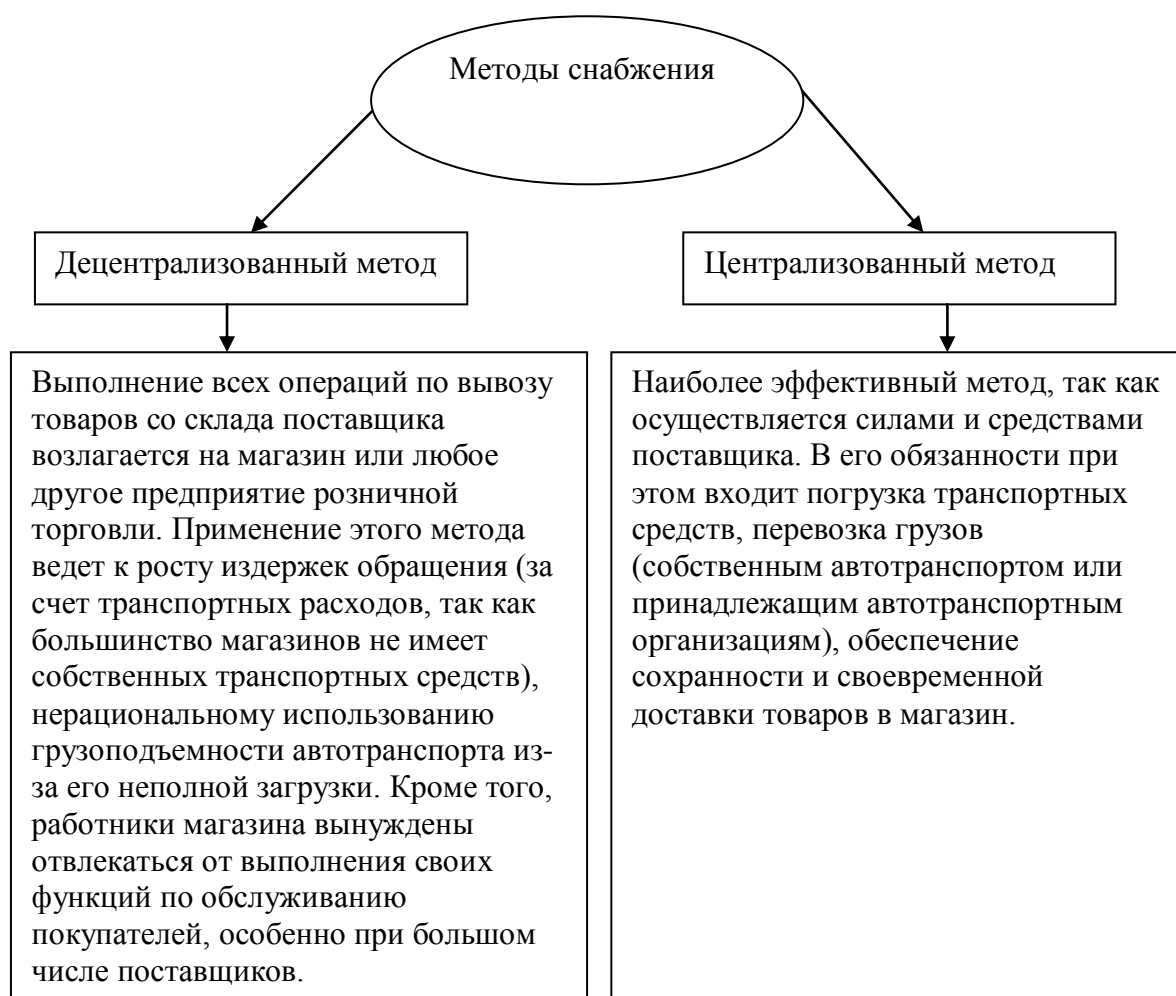 Методы снабжения
Децентрализованный метод
Централизованный метод
Выполнение всех операций по вывозу
товаров со склада поставщика
возлагается на магазин или любое
другое предприятие розничной
торговли. Применение этого метода
ведет к росту издержек обращения (за
счет транспортных расходов, так как
большинство магазинов не имеет
собственных транспортных средств),
нерациональному использованию
грузоподъемности автотранспорта из-
за его неполной загрузки. Кроме того,
работники магазина вынуждены
отвлекаться от выполнения своих
функций по обслуживанию
покупателей, особенно при большом
числе поставщиков.
Наиболее эффективный метод, так как
осуществляется силами и средствами
поставщика. В его обязанности при
этом входит погрузка транспортных
средств, перевозка грузов
(собственным автотранспортом или
принадлежащим автотранспортным
организациям), обеспечение
сохранности и своевременной
доставки товаров в магазин.